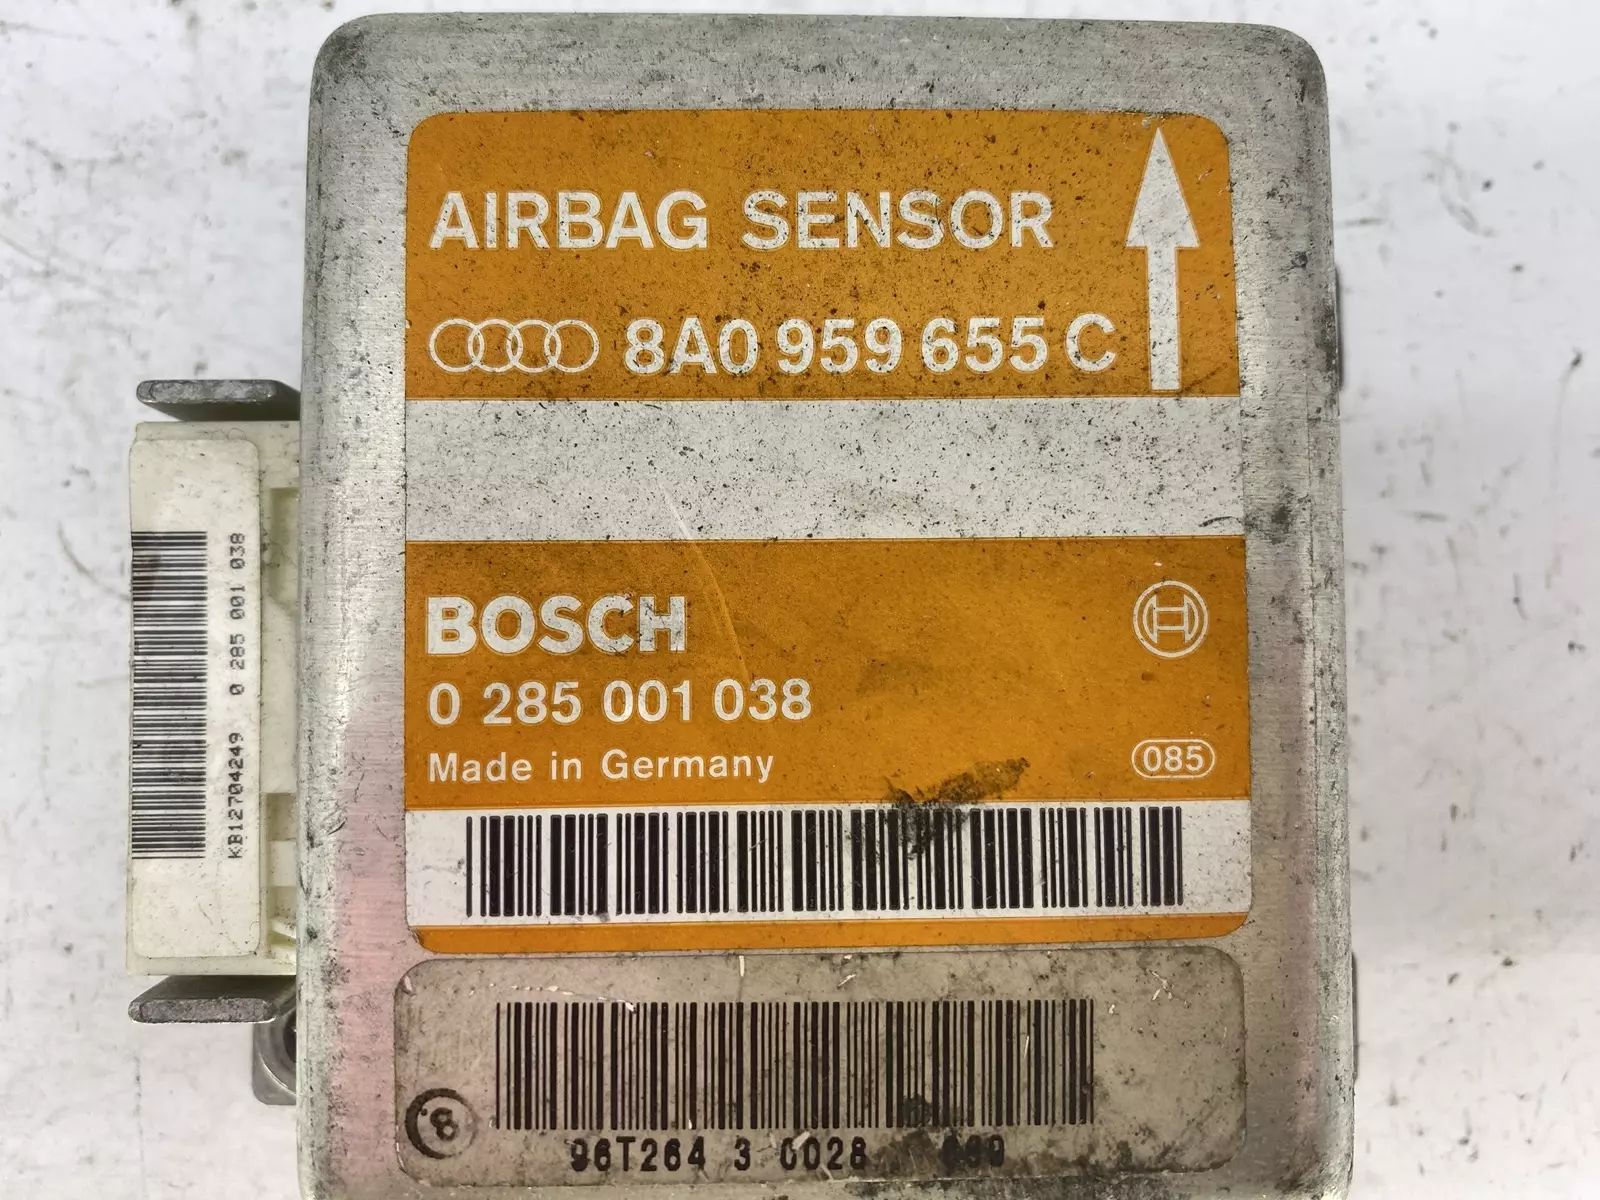 AIRBAG SENSOR
8A0 959 655 C
BOSCH
0 285 001 038
Made in Germany
085
KB12704249 0 285 001 038
8
96T264 3 0028